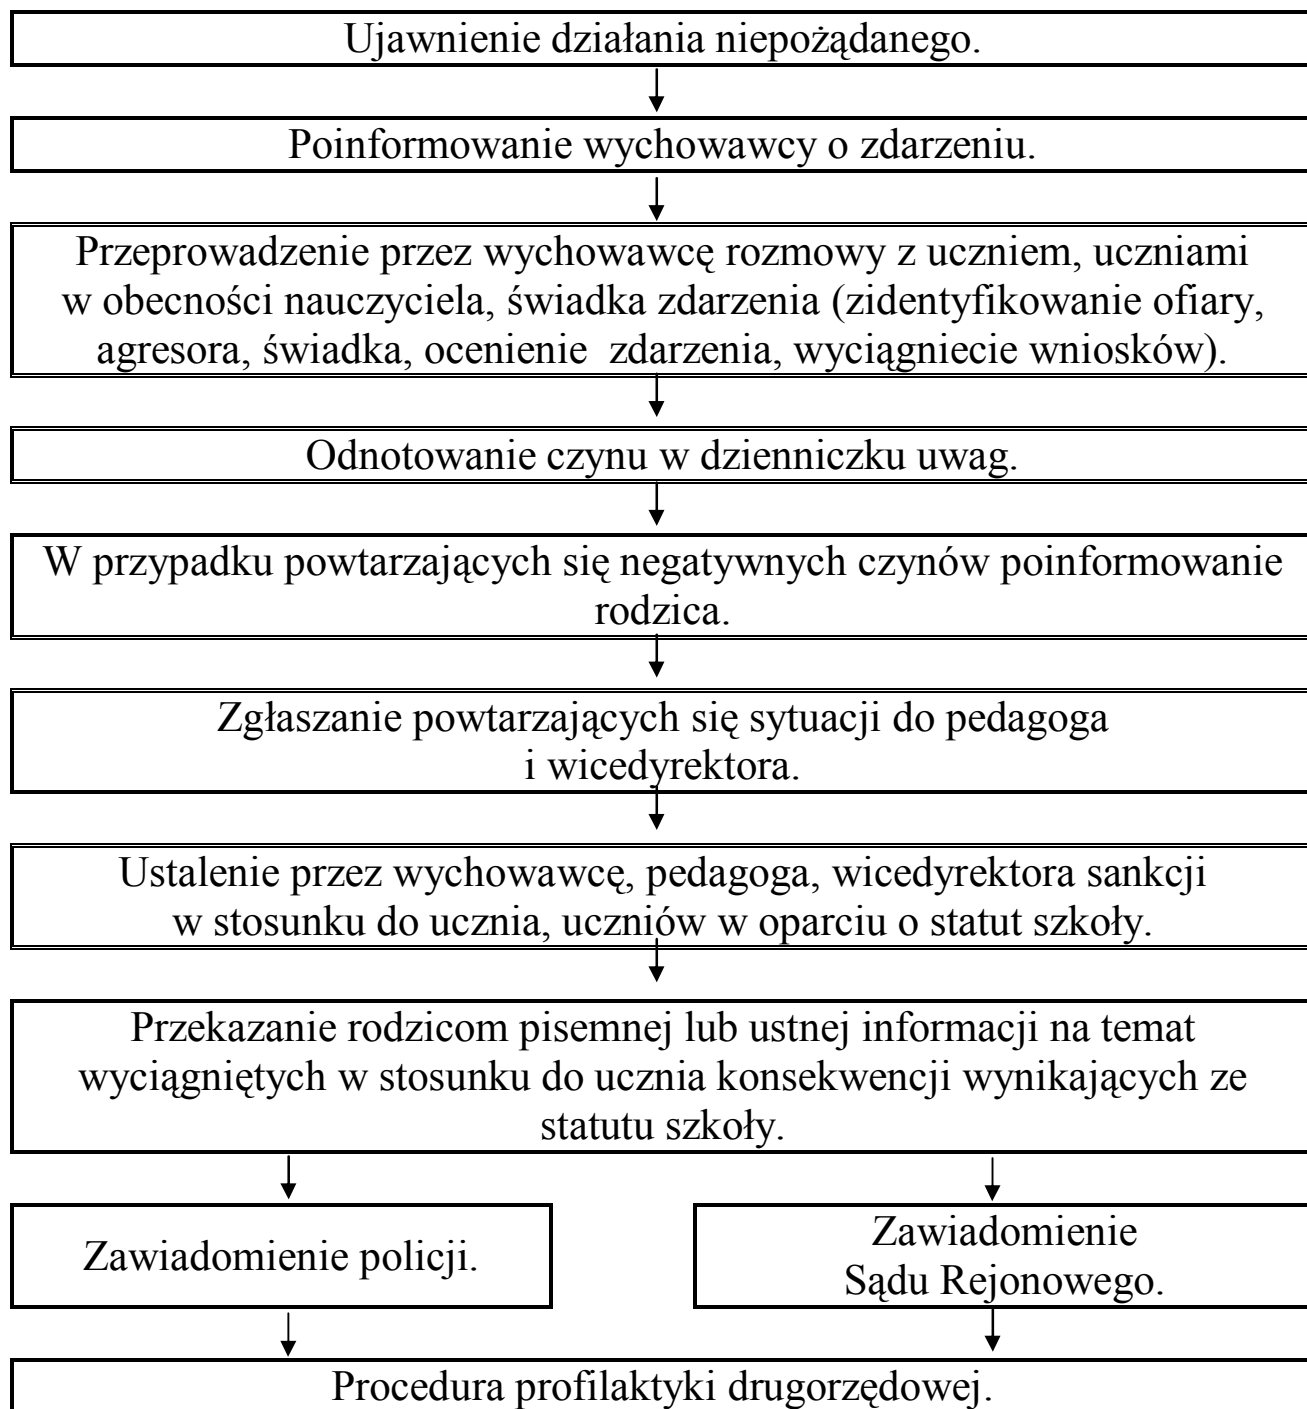 Ujawnienie działania niepożądanego.
Poinformowanie wychowawcy o zdarzeniu.
Przeprowadzenie przez wychowawcę rozmowy z uczniem, uczniami
w obecności nauczyciela, świadka zdarzenia (zidentyfikowanie ofiary,
agresora, świadka, ocenienie zdarzenia, wyciągniecie wniosków).
Odnotowanie czynu w dzienniczku uwag.
W przypadku powtarzających się negatywnych czynów poinformowanie
rodzica.
Zgłaszanie powtarzających się sytuacji do pedagoga
i wicedyrektora.
Ustalenie przez wychowawcę, pedagoga, wicedyrektora sankcji
w stosunku do ucznia, uczniów w oparciu o statut szkoły.
Przekazanie rodzicom pisemnej lub ustnej informacji na temat
wyciągniętych w stosunku do ucznia konsekwencji wynikających ze
statutu szkoły.
Zawiadomienie policji.
Zawiadomienie
Sądu Rejonowego.
Procedura profilaktyki drugorzędowej.